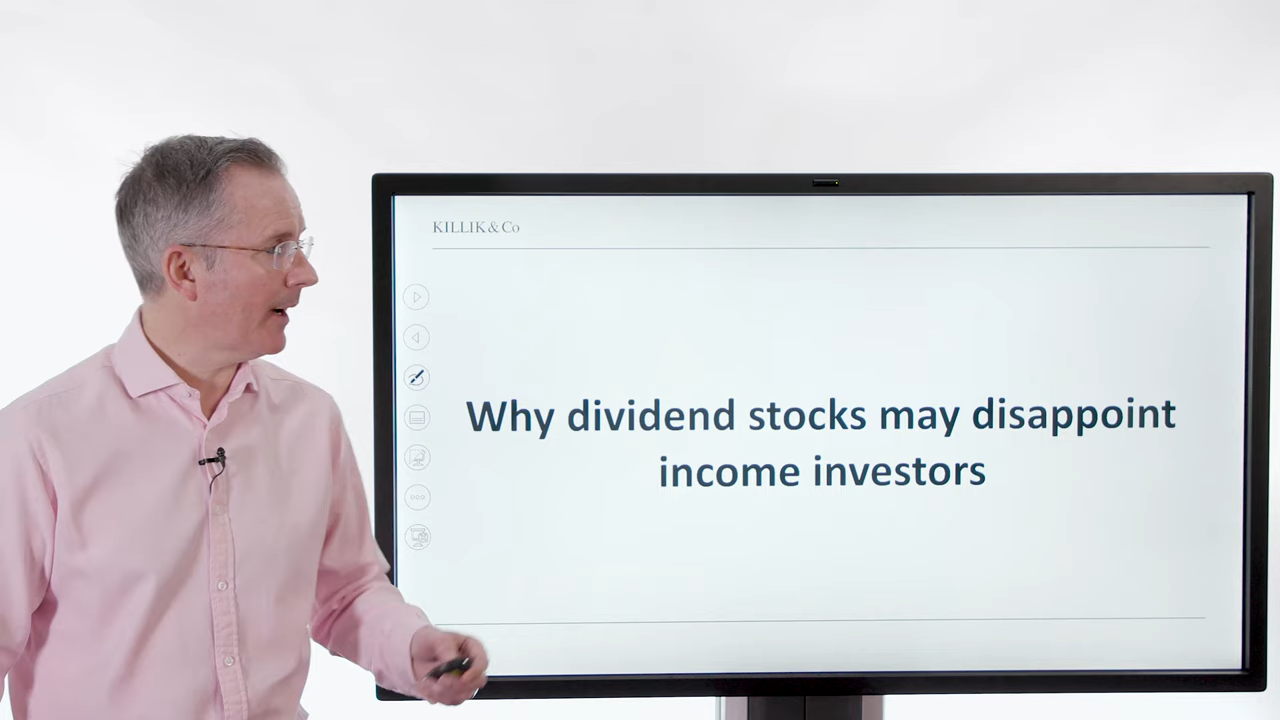 KILLIK & Co
Why dividend stocks may disappoint
income investors